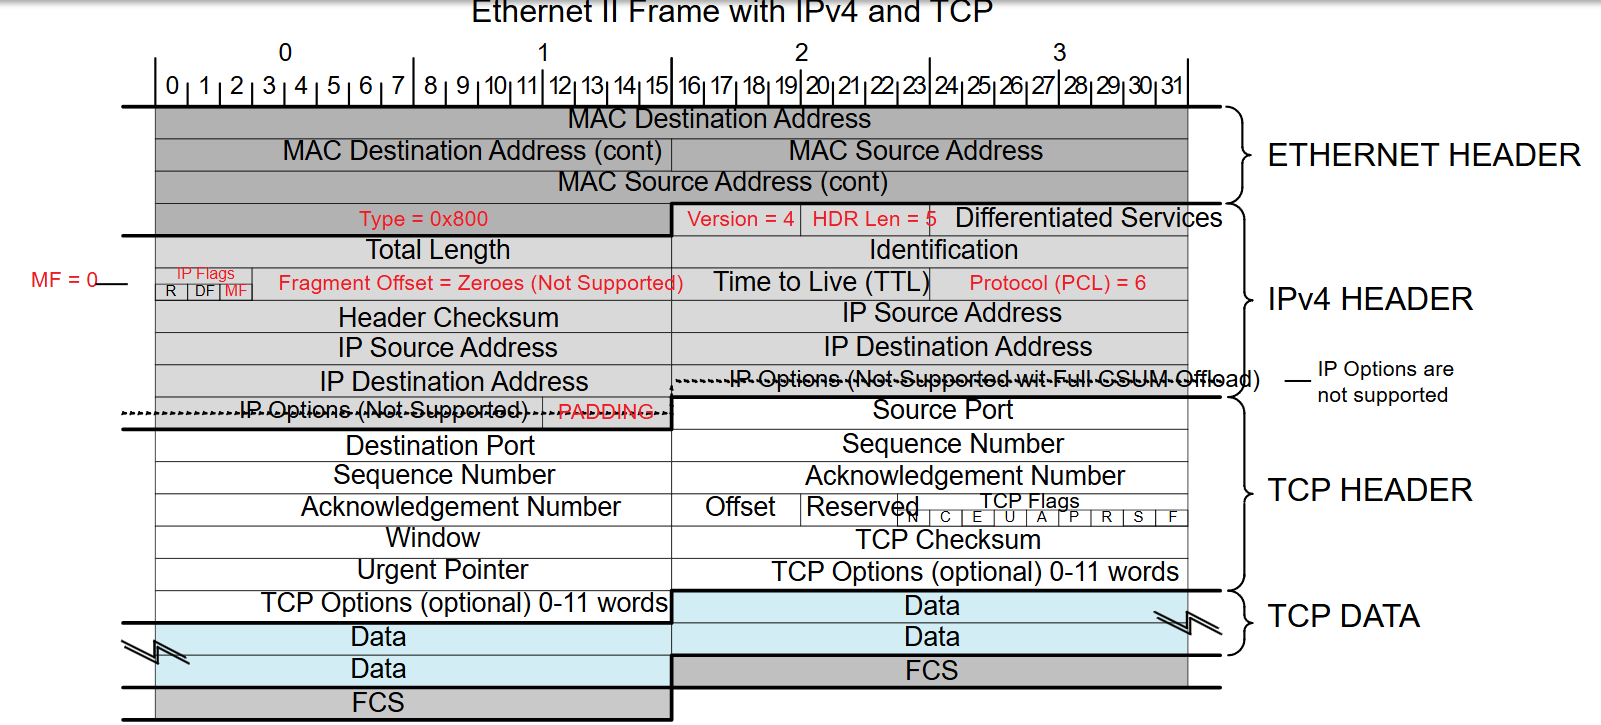 Ethernet II Frame with IPv4 and TCP
0 1 2 3
0 1 2 3 4 5 6 7 8 9 10 11 12 13 14 15 16 17 18 19 20 21 22 23 24 25 26 27 28 29 30 31
MAC Destination Address
MAC Destination Address (cont) MAC Source Address
ETHERNET HEADER
MAC Source Address (cont)
Type = 0x800 Version = 4 HDR Len = 5 Differentiated Services
Total Length Identification
MF = 0
IP Flags
R DF MF
Fragment Offset = Zeroes (Not Supported) Time to Live (TTL) Protocol (PCL) = 6
IPv4 HEADER
Header Checksum IP Source Address
IP Source Address IP Destination Address
IP Destination Address IP Options (Not Supported wit Full CSUM Offload)
IP Options are
not supported
IP Options (Not Supported) PADDING Source Port
Destination Port Sequence Number
Sequence Number Acknowledgement Number
TCP HEADER
Acknowledgement Number Offset Reserved TCP Flags
N C E U A P R S F
Window TCP Checksum
Urgent Pointer TCP Options (optional) 0-11 words
TCP Options (optional) 0-11 words Data
TCP DATA
Data Data
Data FCS
FCS